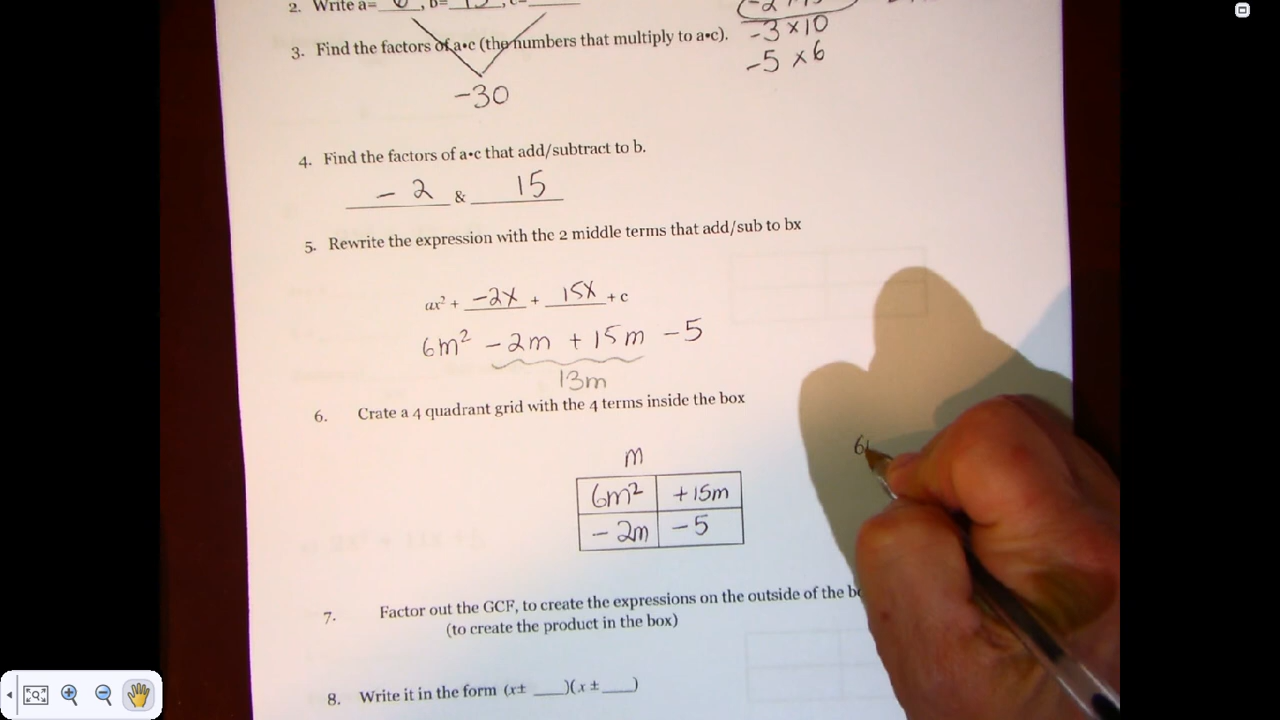 2. Write a= 6 , b= 13 , c=
-3 x 10
3. Find the factors of a•c (the numbers that multiply to a•c).
-5 x 6
-30
4. Find the factors of a•c that add/subtract to b.
- 2 & 15
5. Rewrite the expression with the 2 middle terms that add/sub to bx
ax² + -2x + 15x + c
6m² - 2m + 15m - 5
13m
6. Crate a 4 quadrant grid with the 4 terms inside the box
m
6m² +15m
- 2m - 5
7. Factor out the GCF, to create the expressions on the outside of the
(to create the product in the box)
8. Write it in the form (x± ___)(x ± ___)